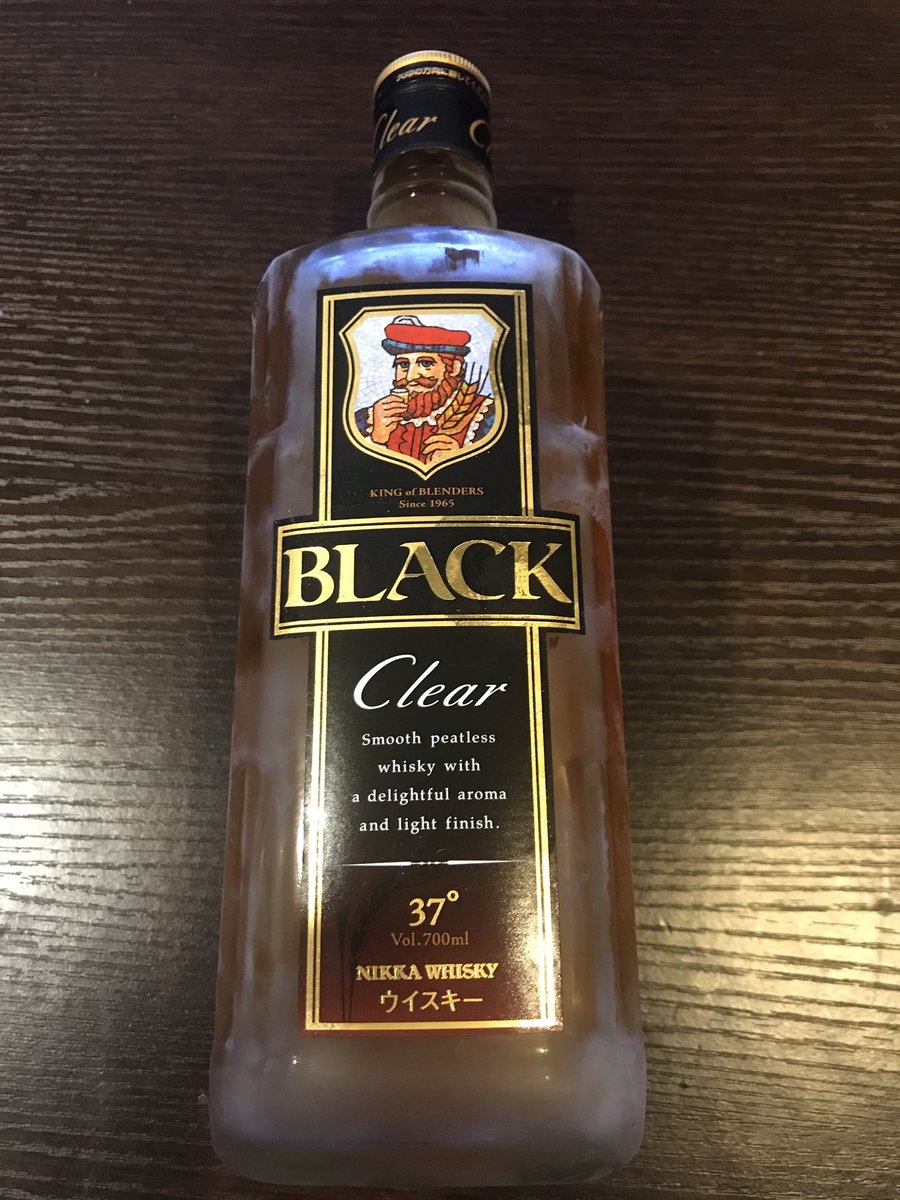 Clear
KING of BLENDERS
Since 1965
BLACK
Clear
Smooth peatless
whisky with
a delightful aroma
and light finish.
37°
Vol.700ml
NIKKA WHISKY
ウイスキー